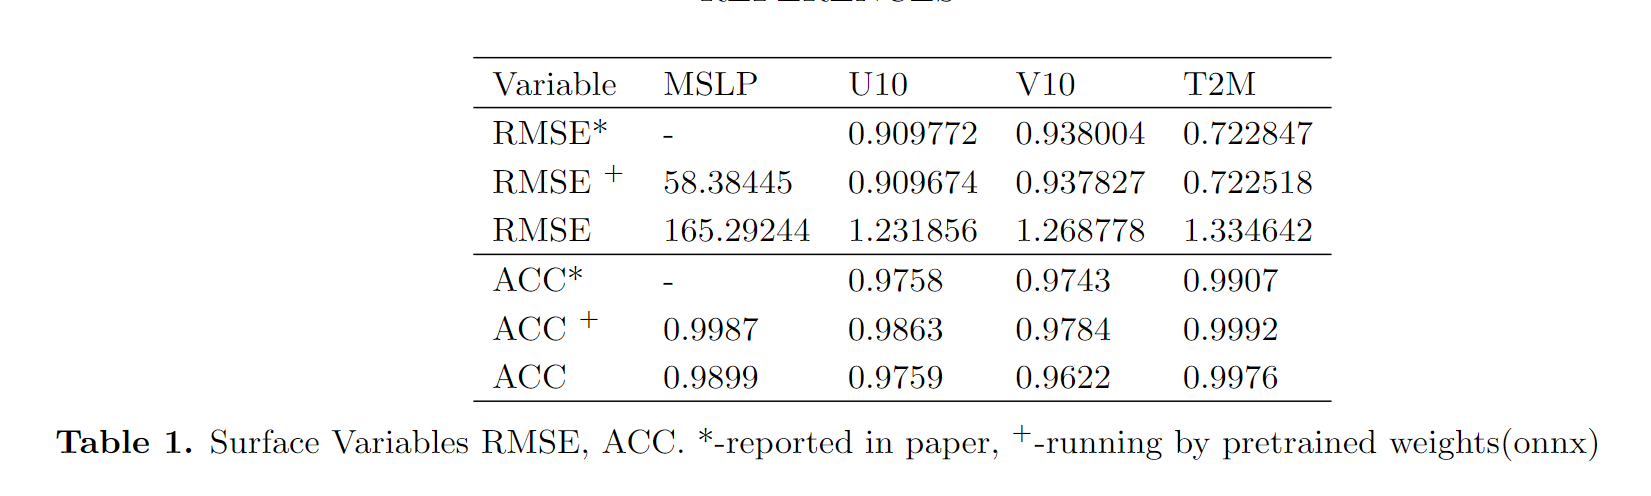 REFERENCES
Variable MSLP U10 V10 T2M
RMSE* - 0.909772 0.938004 0.722847
RMSE + 58.38445 0.909674 0.937827 0.722518
RMSE 165.29244 1.231856 1.268778 1.334642
ACC* - 0.9758 0.9743 0.9907
ACC + 0.9987 0.9863 0.9784 0.9992
ACC 0.9899 0.9759 0.9622 0.9976
Table 1. Surface Variables RMSE, ACC. *-reported in paper, +-running by pretrained weights(onnx)